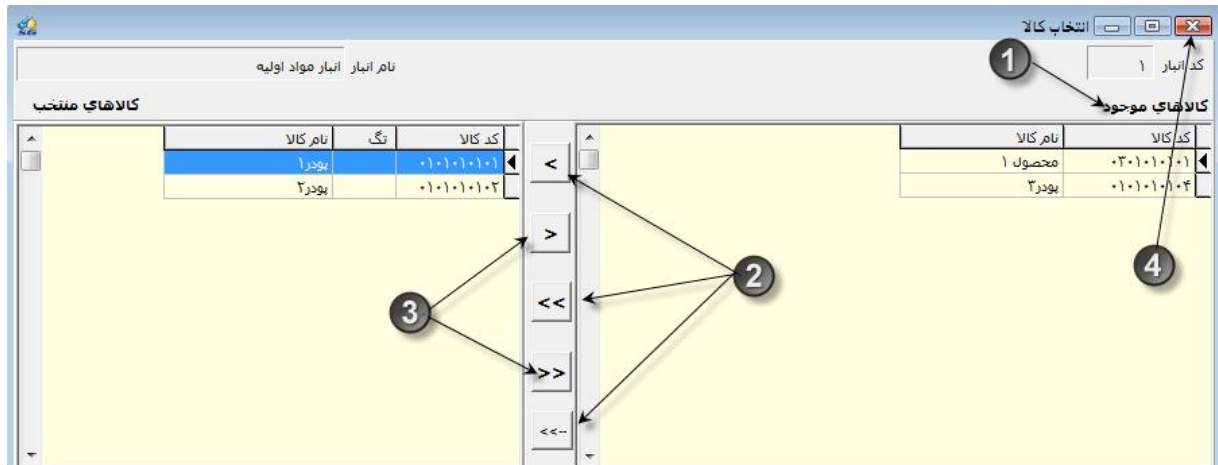 انتخاب کالا
کد انبار ۱ نام انبار انبار مواد اولیه
1
کالاهاي موجود
کالاهاي منتخب
کد کالا نام کالا
۰۳۰۱۰۱۰۱۰۱ محصول ۱
۰۱۰۱۰۱۰۱۰۴ پودر۳
کد کالا تگ نام کالا
۰۱۰۱۰۱۰۱۰۱ پودر۱
۰۱۰۱۰۱۰۱۰۲ پودر۲
<
>
<<
>>
<<--
2
3
4